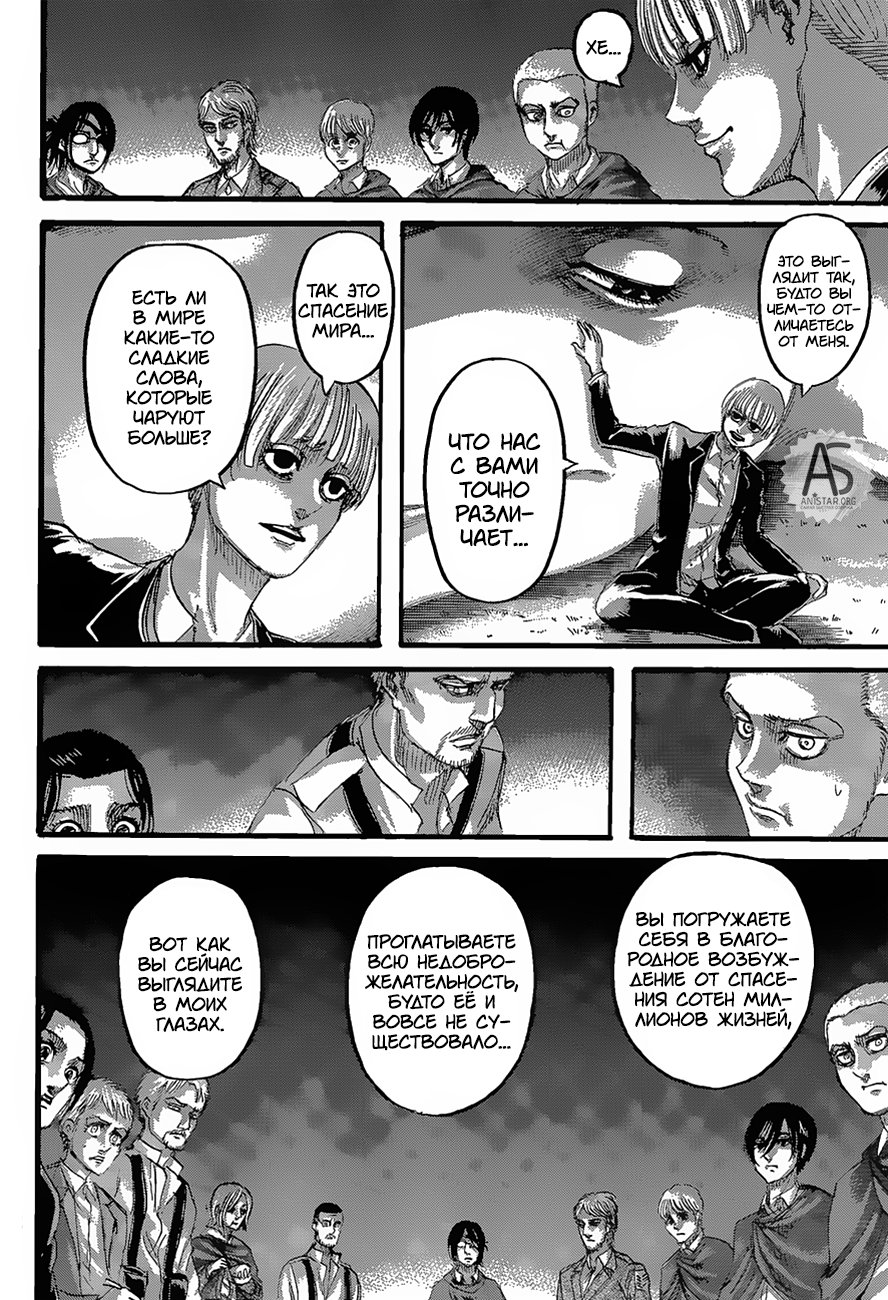 ХЕ...
ЭТО ВЫГ-
ЛЯДИТ ТАК,
БУДТО ВЫ
ЧЕМ-ТО ОТ-
ЛИЧАЕТЕСЬ
ОТ МЕНЯ.
ЧТО НАС
С ВАМИ
ТОЧНО
РАЗЛИ-
ЧАЕТ...
ТАК ЭТО
СПАСЕНИЕ
МИРА...
ЕСТЬ ЛИ
В МИРЕ
КАКИЕ-ТО
СЛАДКИЕ
СЛОВА,
КОТОРЫЕ
ЧАРУЮТ
БОЛЬШЕ?
ANISTAR.ORG
ВЫ ПОГРУЖАЕТЕ
СЕБЯ В БЛАГО-
РОДНОЕ ВОЗБУЖ-
ДЕНИЕ ОТ СПАСЕ-
НИЯ СОТЕН МИЛ-
ЛИОНОВ ЖИЗНЕЙ,
ПРОГЛАТЫВАЕТЕ
ВСЮ НЕДОБРО-
ЖЕЛАТЕЛЬНОСТЬ,
БУДТО ЕЁ И
ВОВСЕ НЕ СУ-
ЩЕСТВОВАЛО...
ВОТ КАК
ВЫ СЕЙЧАС
ВЫГЛЯДИТЕ
В МОИХ
ГЛАЗАХ.